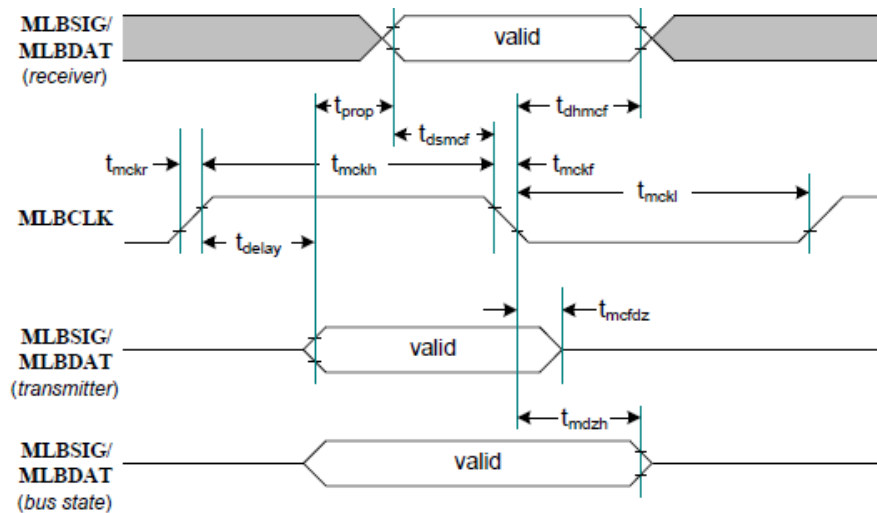 MLBSIG/
MLBDAT
(receiver)
valid
tprop
tdhmcf
tdsmcf
tmckr
tmckh
tmckf
tmckl
MLBCLK
tdelay
tmcfdz
MLBSIG/
MLBDAT
(transmitter)
valid
tmdzh
MLBSIG/
MLBDAT
(bus state)
valid